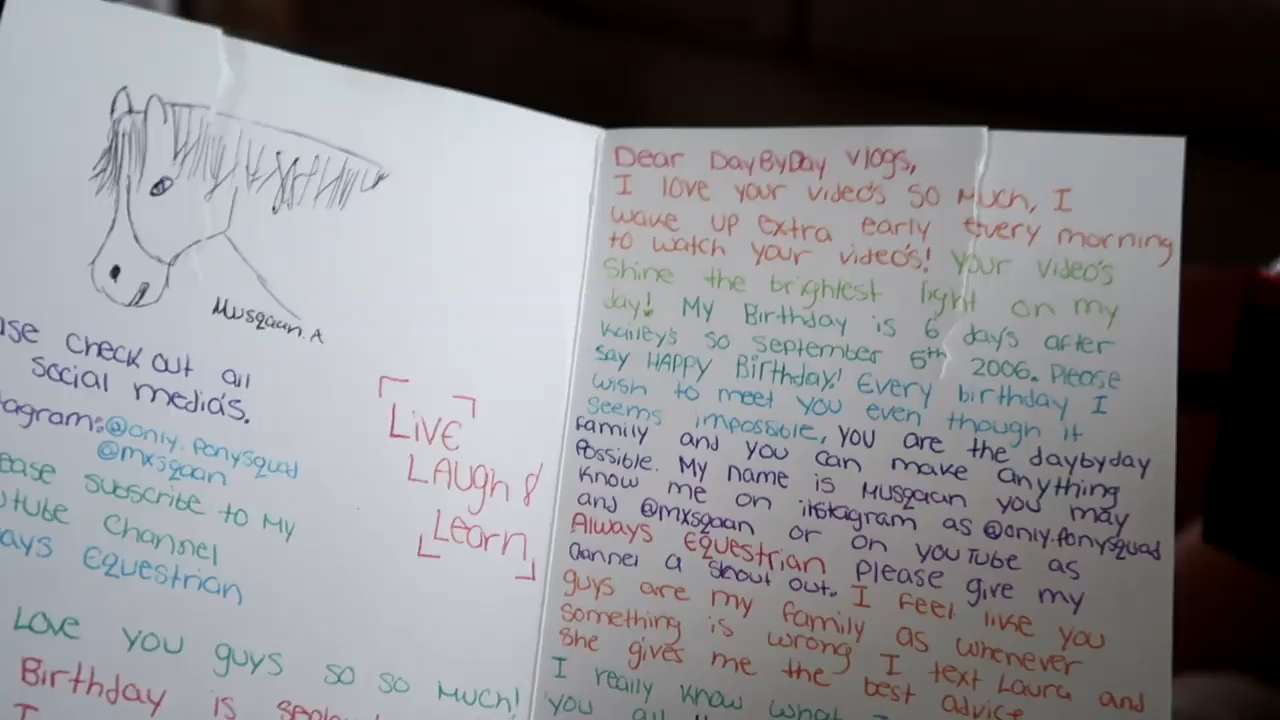 Musqaan.A
ase check out all
social media's.
tagram:@only.ponysquad
@mxsqaan
ease subscribe to My
utube channel
ays Equestrian
Live
Laugh &
Learn
Love you guys so so Much!
Birthday is
I
Dear DayByDay Vlogs,
I love your video's so Much, I
wake up extra early every morning
to watch your video's! Your video's
shine the brightest light on my
day! My Birthday is 6 days after
Kailey's so September 5th 2006. Please
say HAPPY Birthday! Every birthday I
wish to meet you even though it
seems impossible, you are the daybyday
family and you can make anything
Possible. My name is Musqaan you may
know me on instagram as @only.ponysquad
and @mxsqaan or on youTube as
Always Equestrian Please give my
channel a shout out. I feel like you
guys are my family as whenever
something is wrong I text Laura and
she gives me the best advice
I really know what I
you all